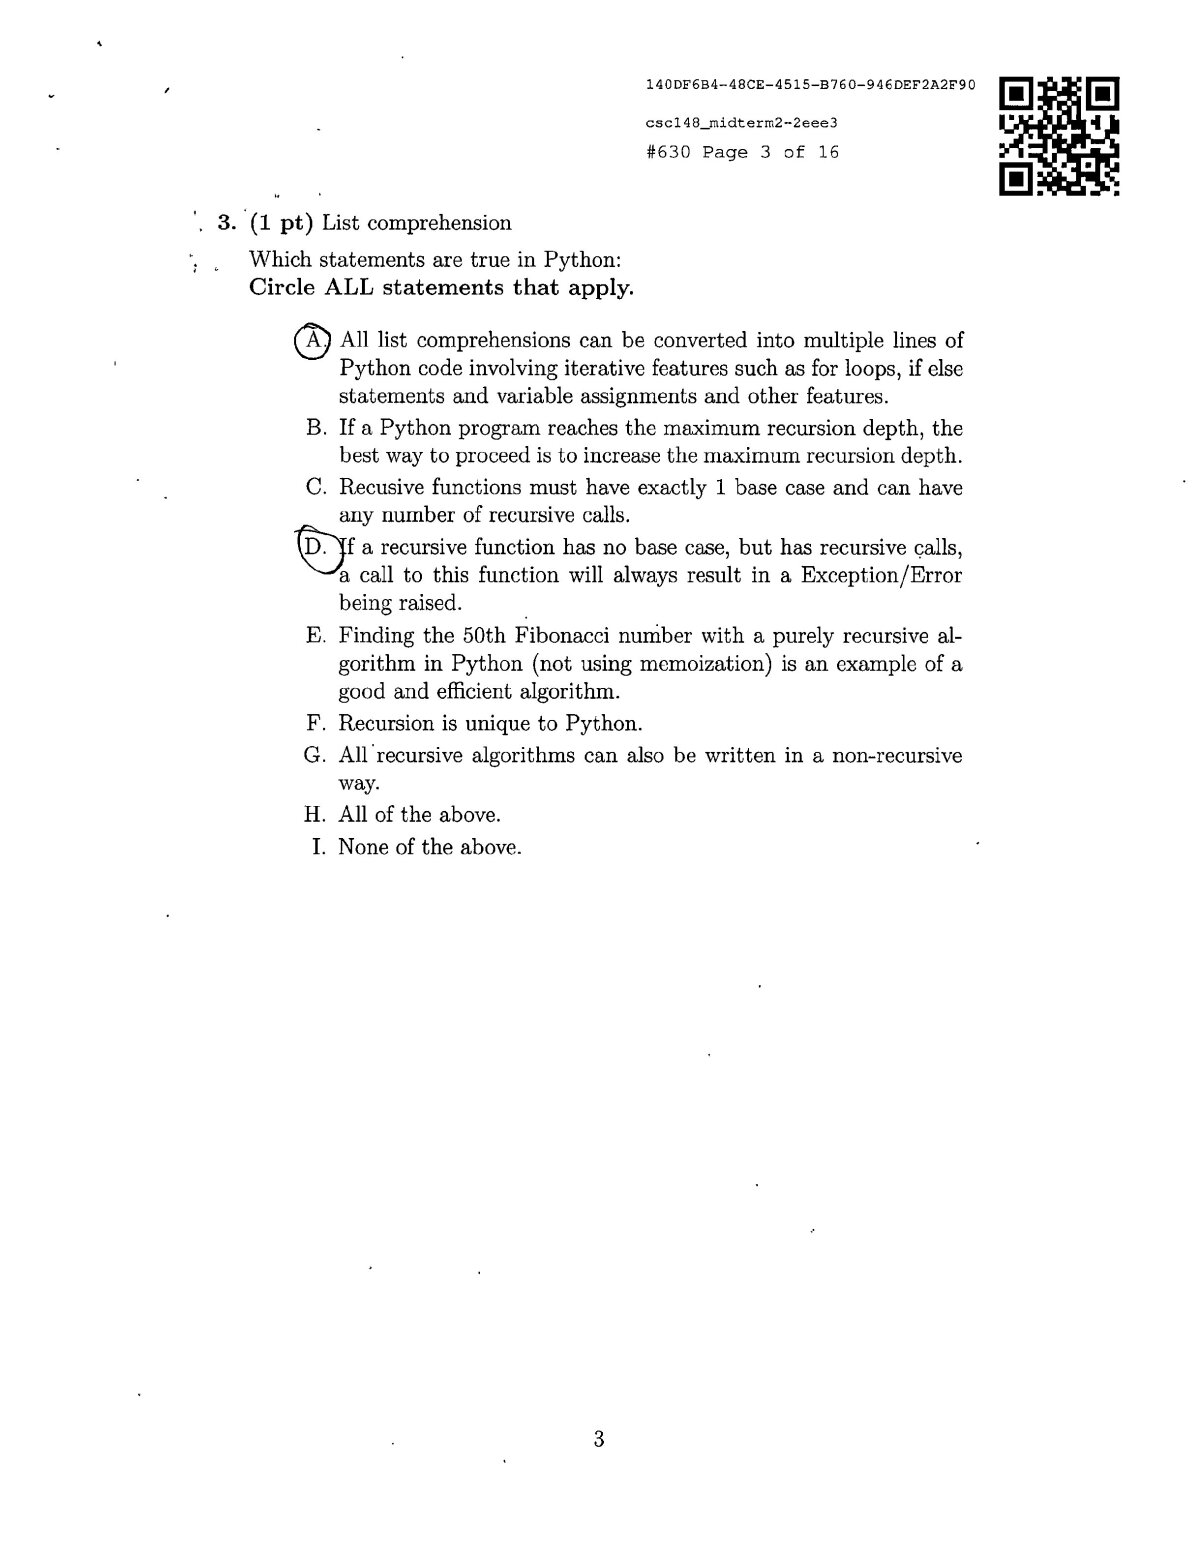 140DF6B4-48CE-4515-B760-946DEF2A2F90
csc148_midterm2-2eee3
#630 Page 3 of 16
3. (1 pt) List comprehension
Which statements are true in Python:
Circle ALL statements that apply.
A. All list comprehensions can be converted into multiple lines of
Python code involving iterative features such as for loops, if else
statements and variable assignments and other features.
B. If a Python program reaches the maximum recursion depth, the
best way to proceed is to increase the maximum recursion depth.
C. Recusive functions must have exactly 1 base case and can have
any number of recursive calls.
D. If a recursive function has no base case, but has recursive calls,
a call to this function will always result in a Exception/Error
being raised.
E. Finding the 50th Fibonacci number with a purely recursive al-
gorithm in Python (not using memoization) is an example of a
good and efficient algorithm.
F. Recursion is unique to Python.
G. All recursive algorithms can also be written in a non-recursive
way.
H. All of the above.
I. None of the above.
3